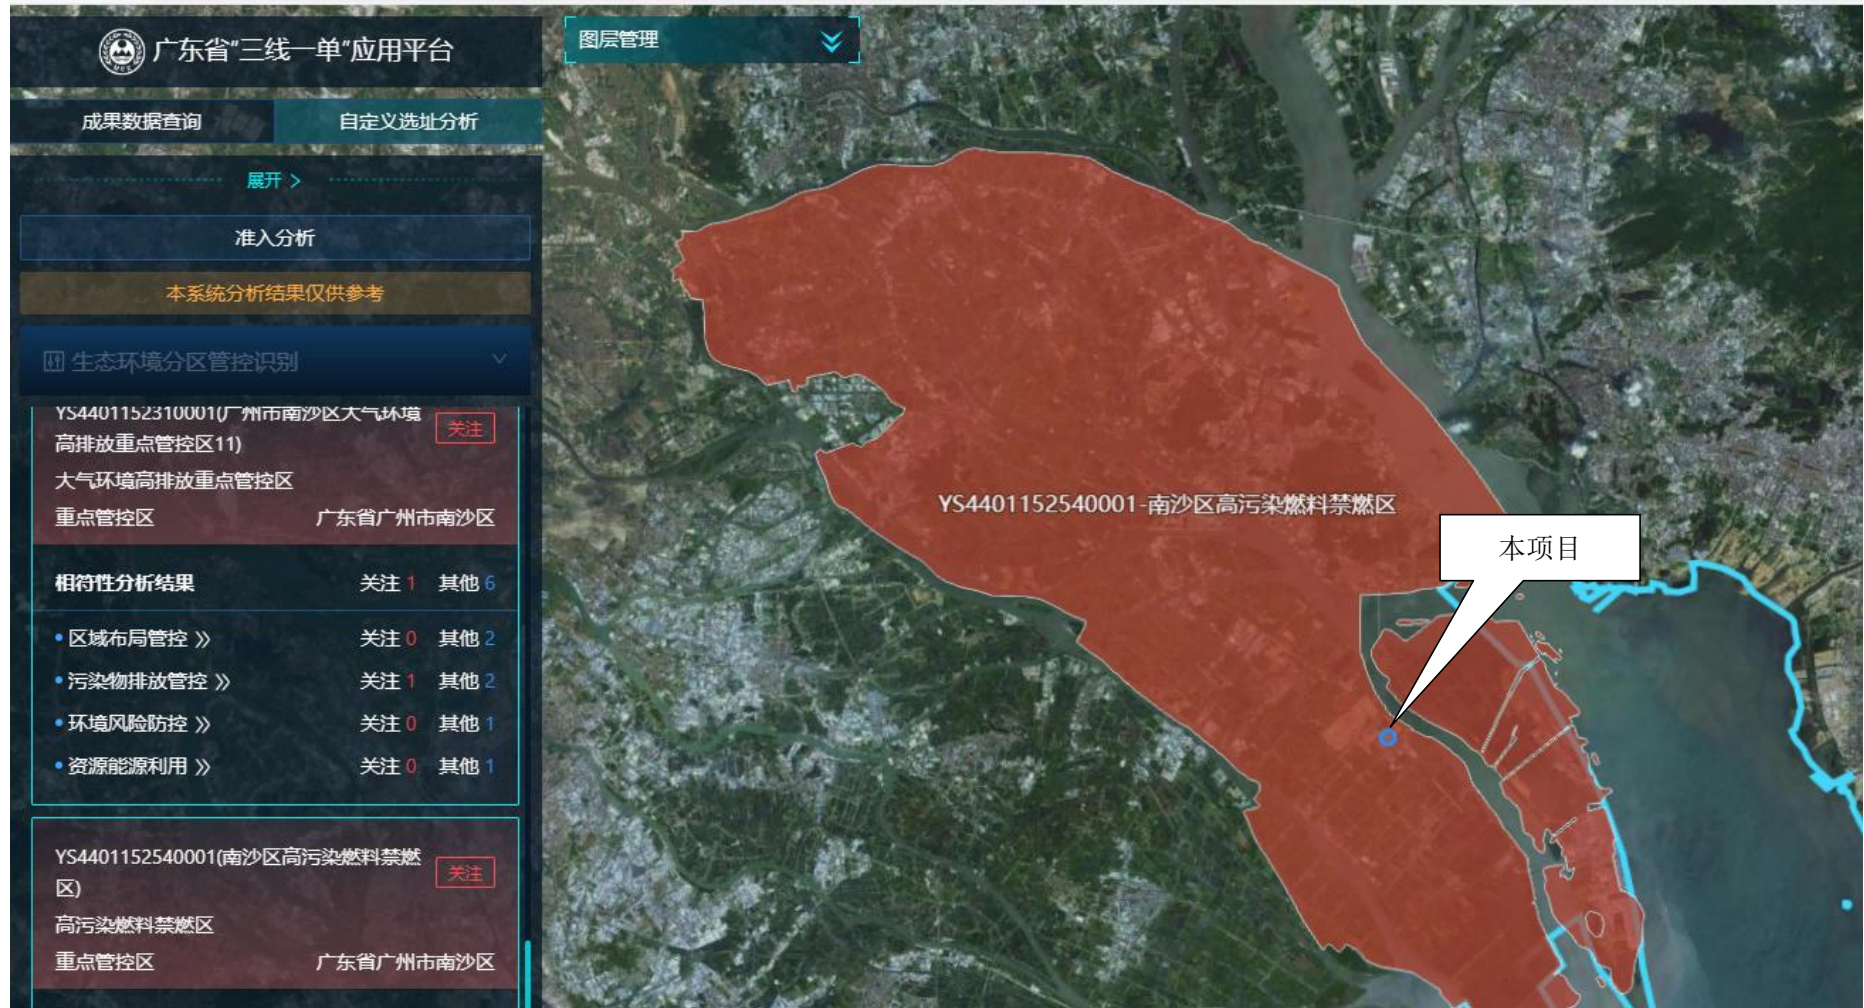 广东省"三线一单"应用平台
成果数据查询
自定义选址分析
展开 >
准入分析
本系统分析结果仅供参考
生态环境分区管控识别
YS4401152310001(广州市南沙区大气环境
高排放重点管控区11)
关注
大气环境高排放重点管控区
重点管控区 广东省广州市南沙区
相符性分析结果 关注 1 其他 6
• 区域布局管控 » 关注 0 其他 2
• 污染物排放管控 » 关注 1 其他 2
• 环境风险防控 » 关注 0 其他 1
• 资源能源利用 » 关注 0 其他 1
YS4401152540001(南沙区高污染燃料禁燃
区)
关注
高污染燃料禁燃区
重点管控区 广东省广州市南沙区
图层管理
YS4401152540001-南沙区高污染燃料禁燃区
本项目